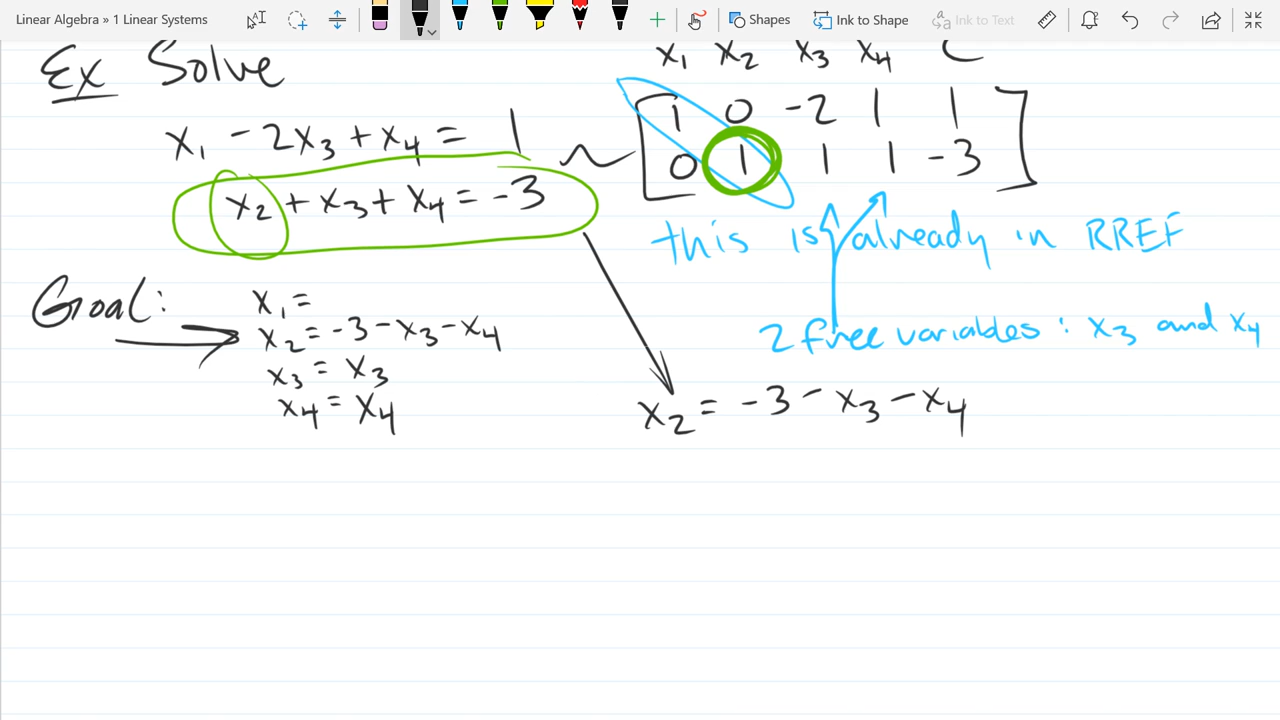 Linear Algebra » 1 Linear Systems
Shapes
Ink to Shape
Ink to Text
Ex Solve
x₁ x₂ x₃ x₄ C
x₁ - 2x₃ + x₄ = 1
x₂ + x₃ + x₄ = -3
~
[ 1 0 -2 1 1
0 1 1 1 -3 ]
this is already in RREF
Goal:
x₁ =
x₂ = -3 - x₃ - x₄
x₃ = x₃
x₄ = x₄
2 free variables: x₃ and x₄
x₂ = -3 - x₃ - x₄